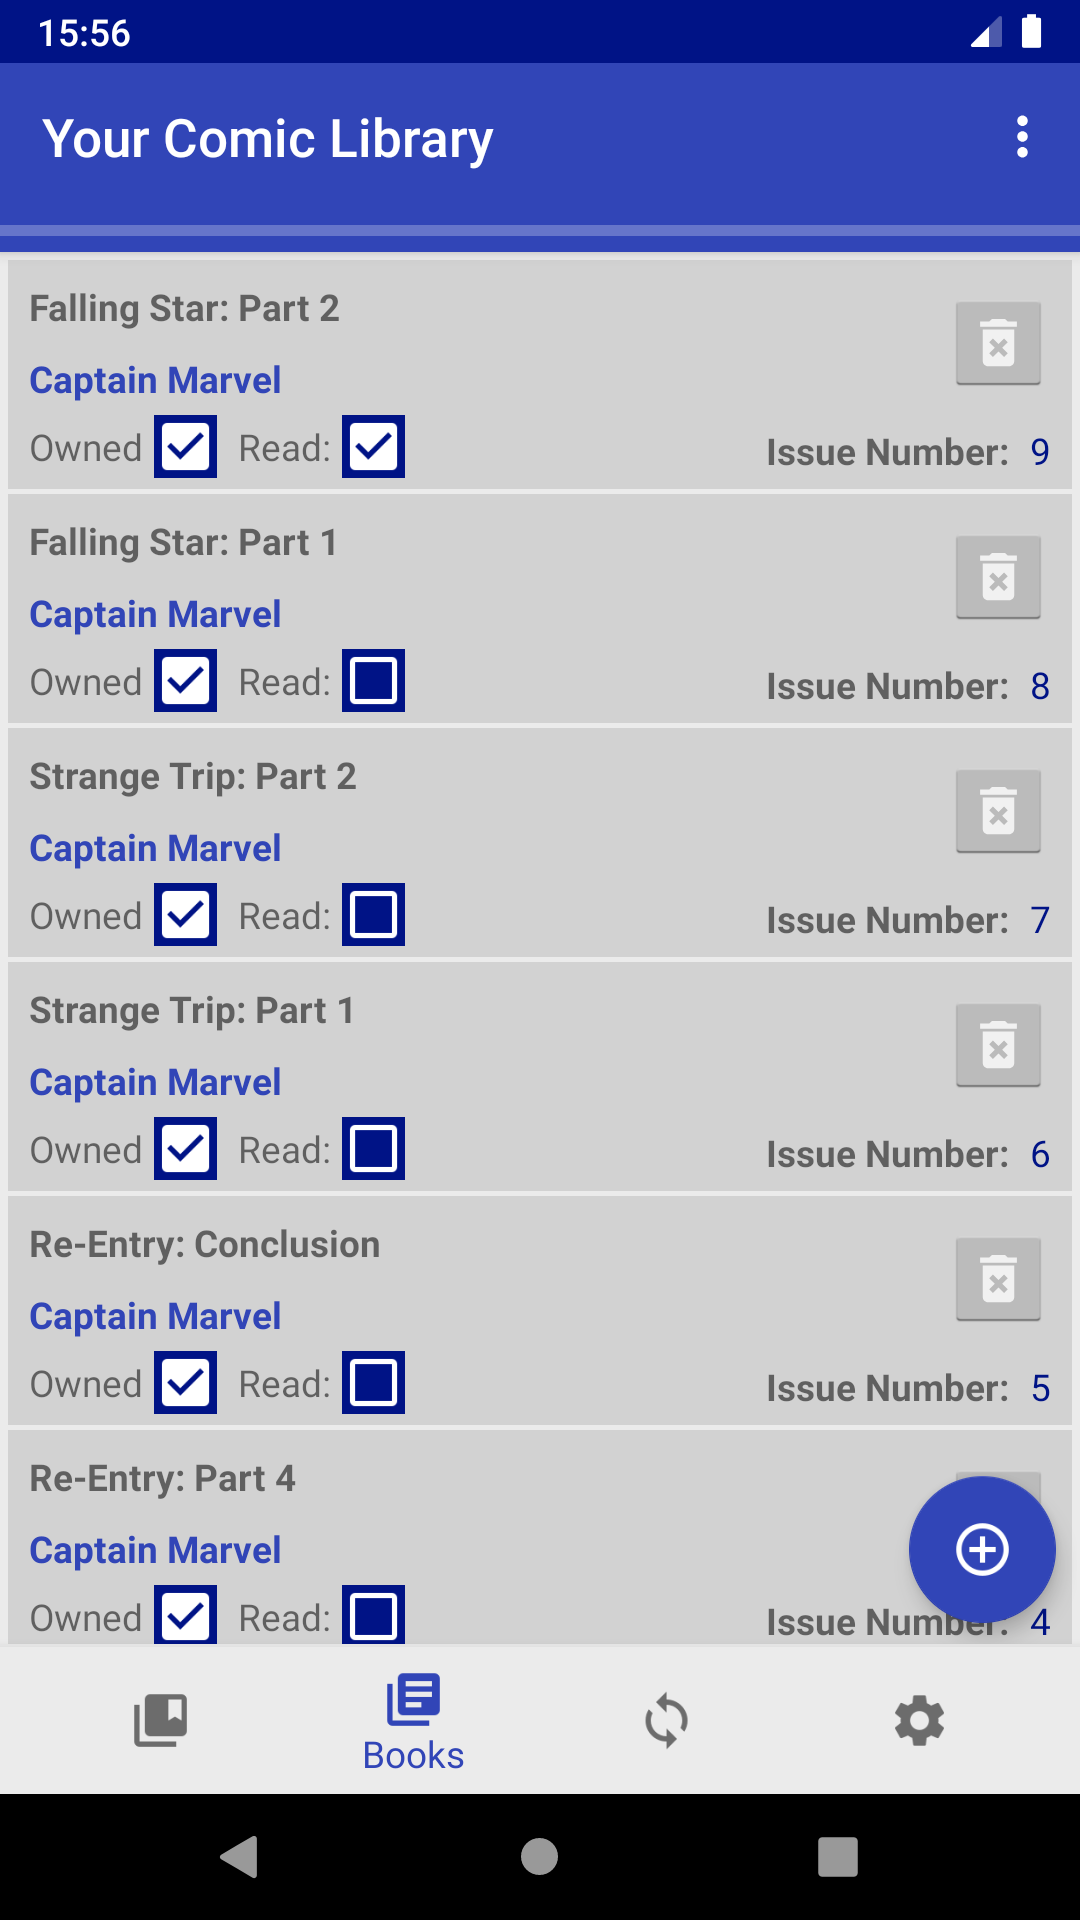 15:56
Your Comic Library
Falling Star: Part 2
Captain Marvel
Owned Read: Issue Number: 9
Falling Star: Part 1
Captain Marvel
Owned Read: Issue Number: 8
Strange Trip: Part 2
Captain Marvel
Owned Read: Issue Number: 7
Strange Trip: Part 1
Captain Marvel
Owned Read: Issue Number: 6
Re-Entry: Conclusion
Captain Marvel
Owned Read: Issue Number: 5
Re-Entry: Part 4
Captain Marvel
Owned Read: Issue Number: 4
Books